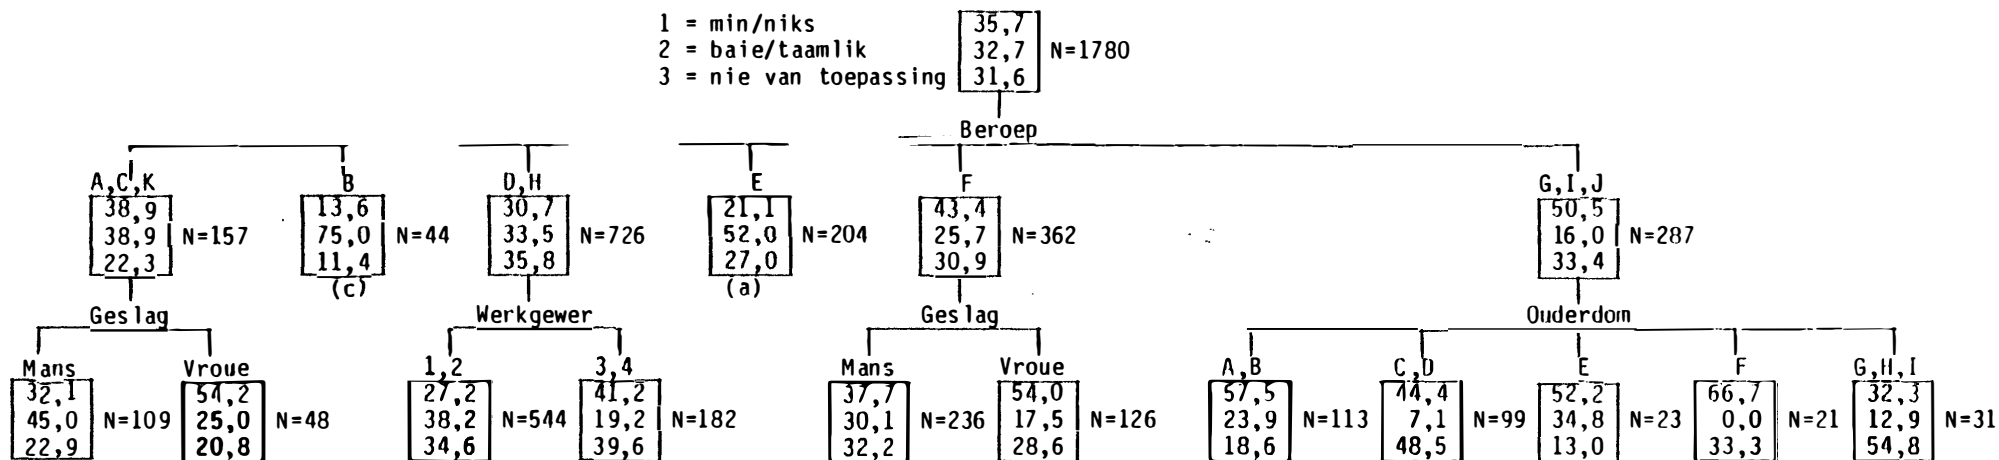 1 = min/niks 35,7
2 = baie/taamlik 32,7 N=1780
3 = nie van toepassing 31,6
Beroep
A,C,K B D,H E F G,I,J
38,9 13,6 30,7 21,1 43,4 50,5
38,9 N=157 75,0 N=44 33,5 N=726 52,0 N=204 25,7 N=362 16,0 N=287
22,3 11,4 35,8 27,0 30,9 33,4
(c) (a)
Geslag Werkgewer Geslag Ouderdom
Mans Vroue 1,2 3,4 Mans Vroue A,B C,D E F G,H,I
32,1 54,2 27,2 41,2 37,7 54,0 57,5 44,4 52,2 66,7 32,3
45,0 N=109 25,0 N=48 38,2 N=544 19,2 N=182 30,1 N=236 17,5 N=126 23,9 N=113 7,1 N=99 34,8 N=23 0,0 N=21 12,9 N=31
22,9 20,8 34,6 39,6 32,2 28,6 18,6 48,5 13,0 33,3 54,8